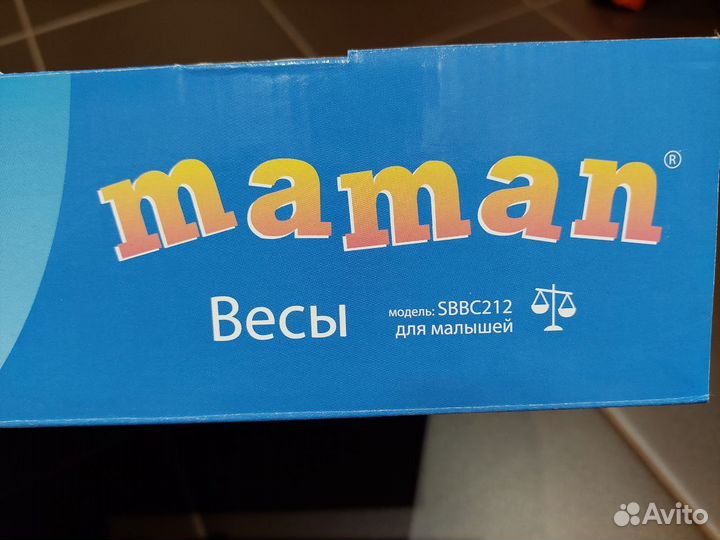 maman®
Весы
модель: SBBC212
для малышей
Avito